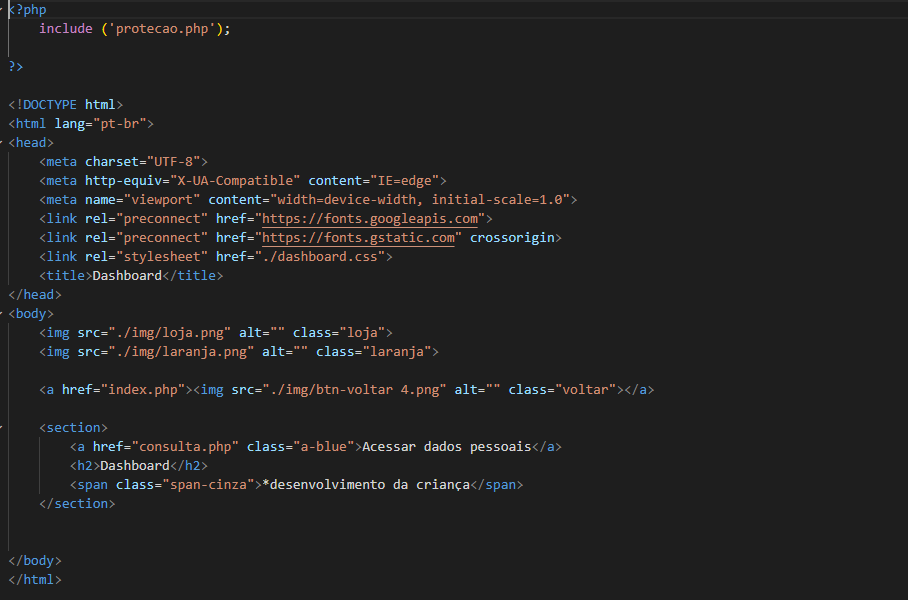 <?php
    include ('protecao.php');

?>

<!DOCTYPE html>
<html lang="pt-br">
<head>
    <meta charset="UTF-8">
    <meta http-equiv="X-UA-Compatible" content="IE=edge">
    <meta name="viewport" content="width=device-width, initial-scale=1.0">
    <link rel="preconnect" href="https://fonts.googleapis.com">
    <link rel="preconnect" href="https://fonts.gstatic.com" crossorigin>
    <link rel="stylesheet" href="./dashboard.css">
    <title>Dashboard</title>
</head>
<body>
    <img src="./img/loja.png" alt="" class="loja">
    <img src="./img/laranja.png" alt="" class="laranja">

    <a href="index.php"><img src="./img/btn-voltar 4.png" alt="" class="voltar"></a>

    <section>
        <a href="consulta.php" class="a-blue">Acessar dados pessoais</a>
        <h2>Dashboard</h2>
        <span class="span-cinza">*desenvolvimento da criança</span>
    </section>


</body>
</html>